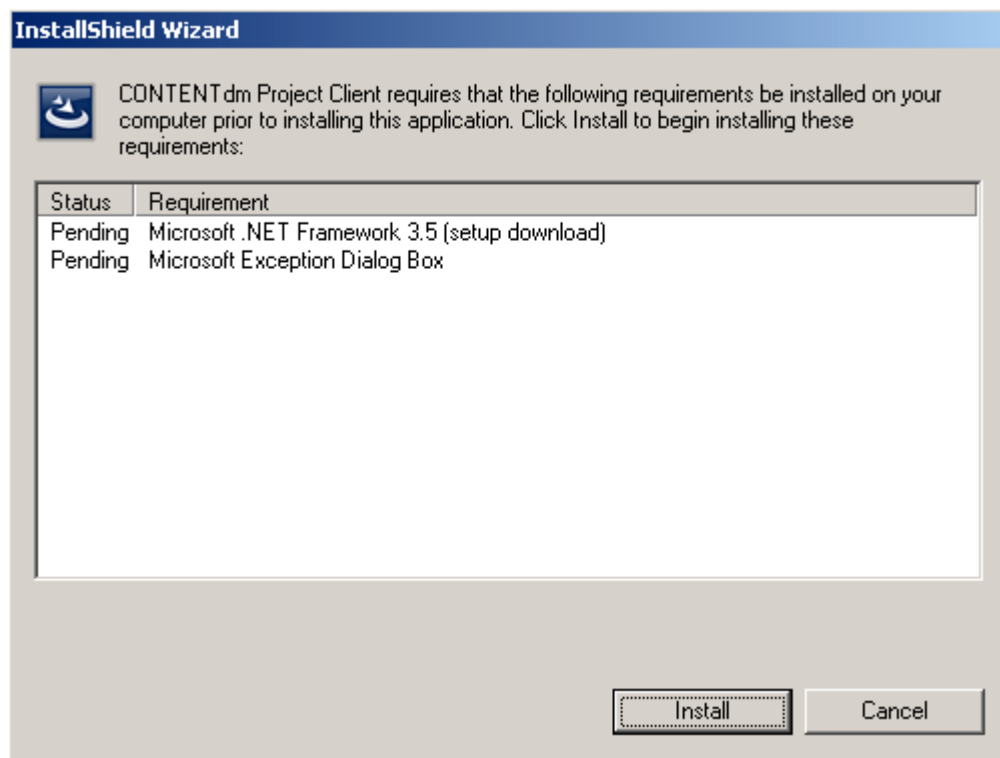 InstallShield Wizard
CONTENTdm Project Client requires that the following requirements be installed on your
computer prior to installing this application. Click Install to begin installing these
requirements:
Status Requirement
Pending Microsoft .NET Framework 3.5 (setup download)
Pending Microsoft Exception Dialog Box
Install Cancel